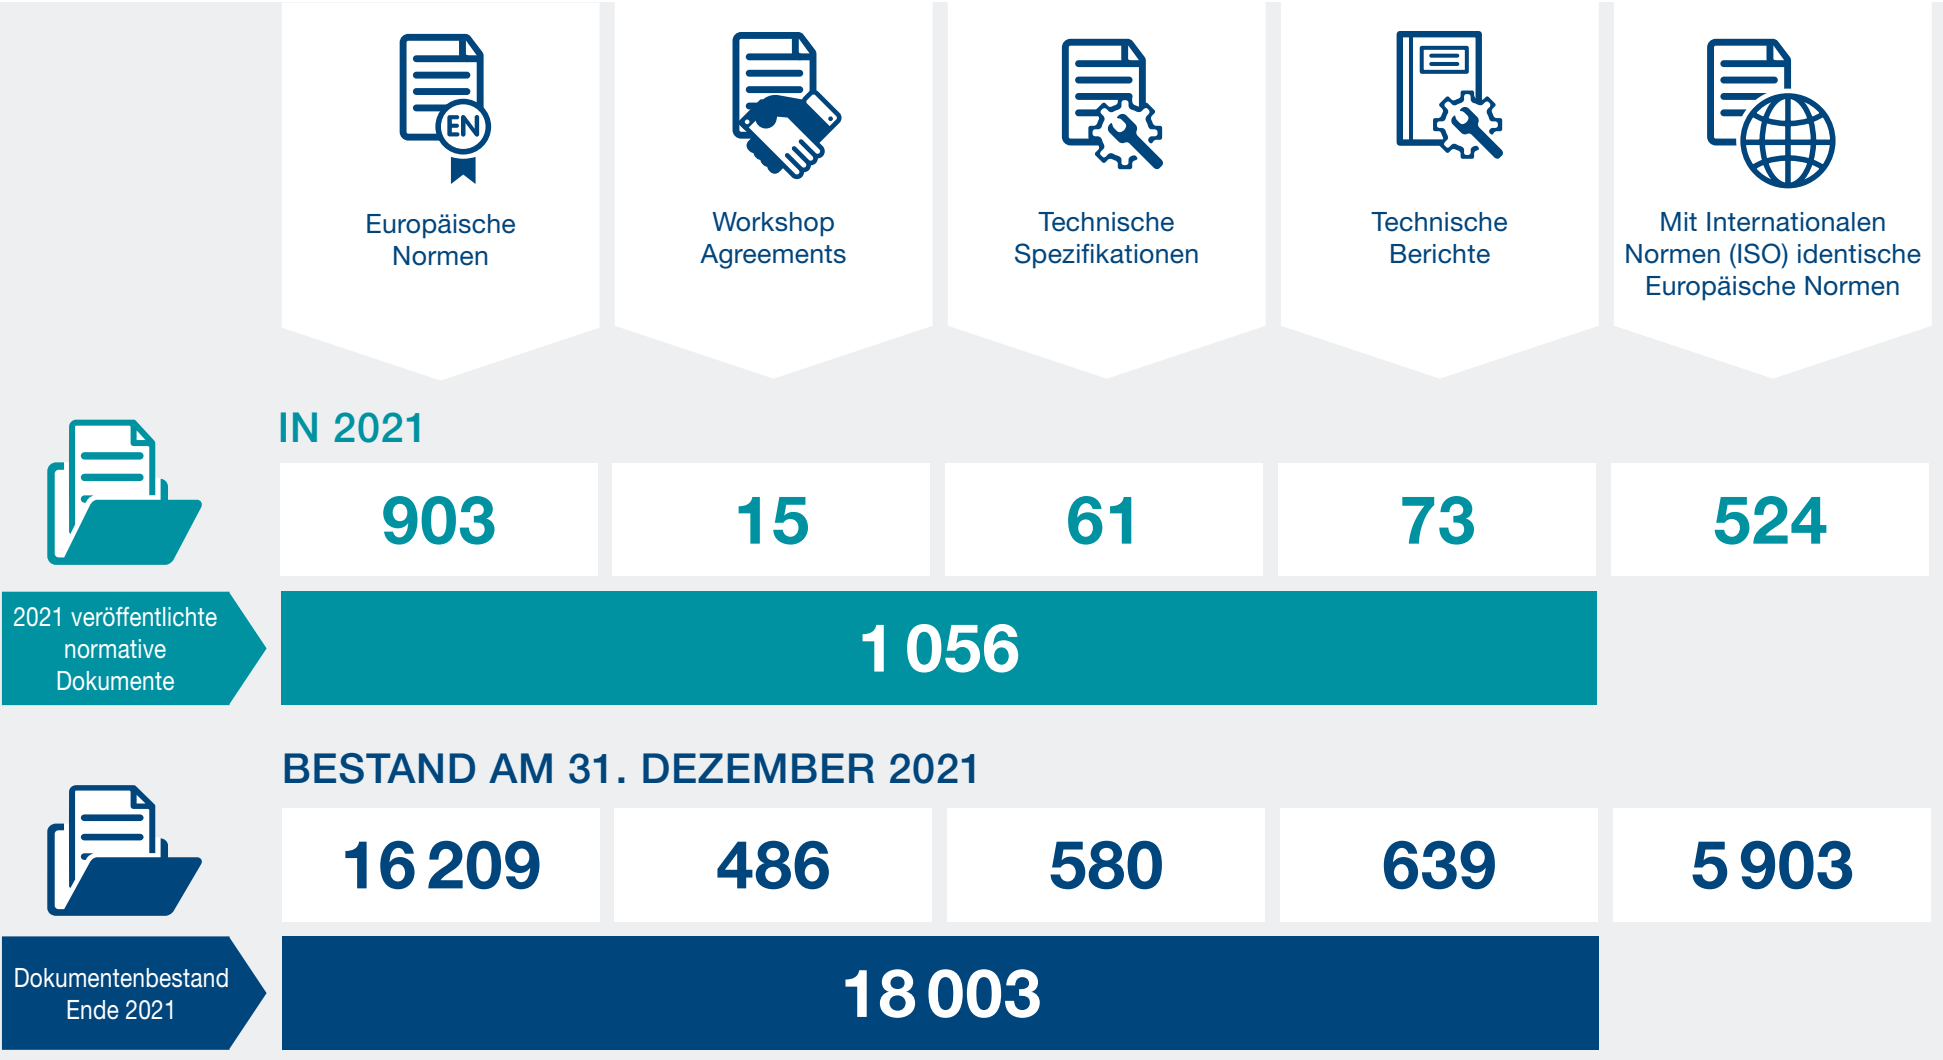 EN
Europäische
Normen
Workshop
Agreements
Technische
Spezifikationen
Technische
Berichte
Mit Internationalen
Normen (ISO) identische
Europäische Normen
IN 2021
903
15
61
73
524
2021 veröffentlichte
normative
Dokumente
1 056
BESTAND AM 31. DEZEMBER 2021
16 209
486
580
639
5 903
Dokumentenbestand
Ende 2021
18 003